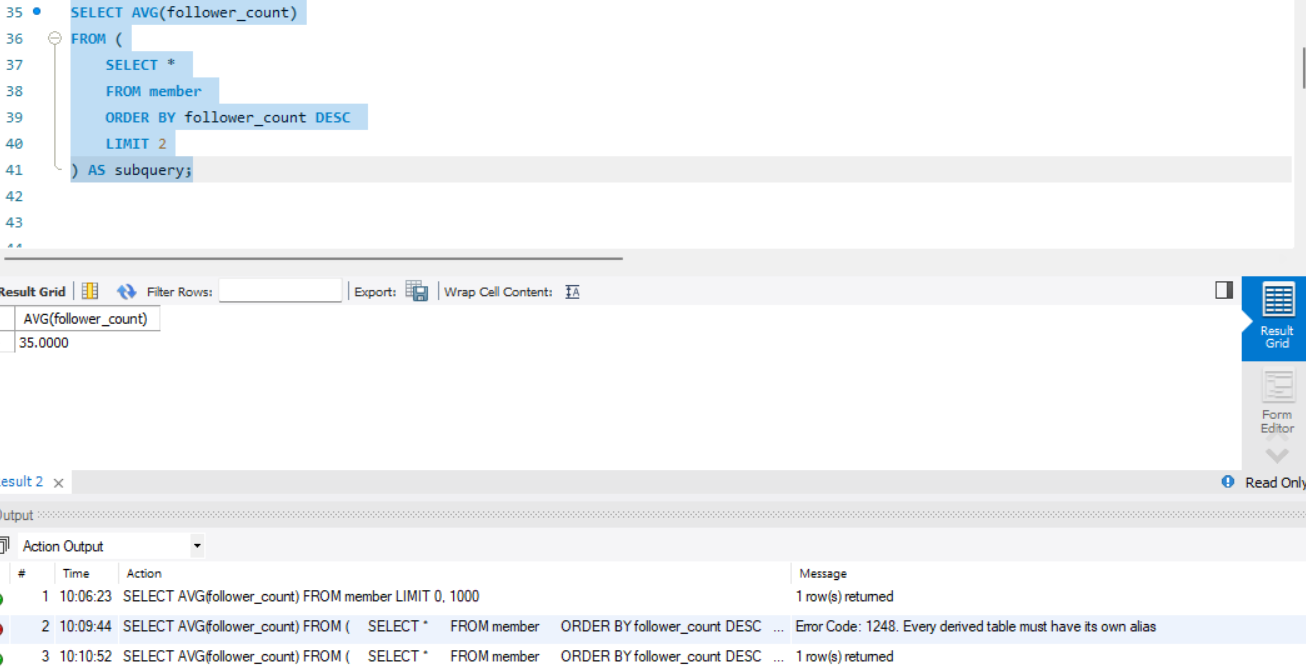 35 SELECT AVG(follower_count)
36 FROM (
37 SELECT *
38 FROM member
39 ORDER BY follower_count DESC
40 LIMIT 2
41 ) AS subquery;
42
43
Result Grid Filter Rows: Export: Wrap Cell Content: IA
AVG(follower_count)
35.0000
Result Grid
Form Editor
esult 2 × Read Only
Output
Action Output
# Time Action Message
1 10:06:23 SELECT AVG(follower_count) FROM member LIMIT 0, 1000 1 row(s) returned
2 10:09:44 SELECT AVG(follower_count) FROM ( SELECT * FROM member ORDER BY follower_count DESC ... Error Code: 1248. Every derived table must have its own alias
3 10:10:52 SELECT AVG(follower_count) FROM ( SELECT * FROM member ORDER BY follower_count DESC ... 1 row(s) returned